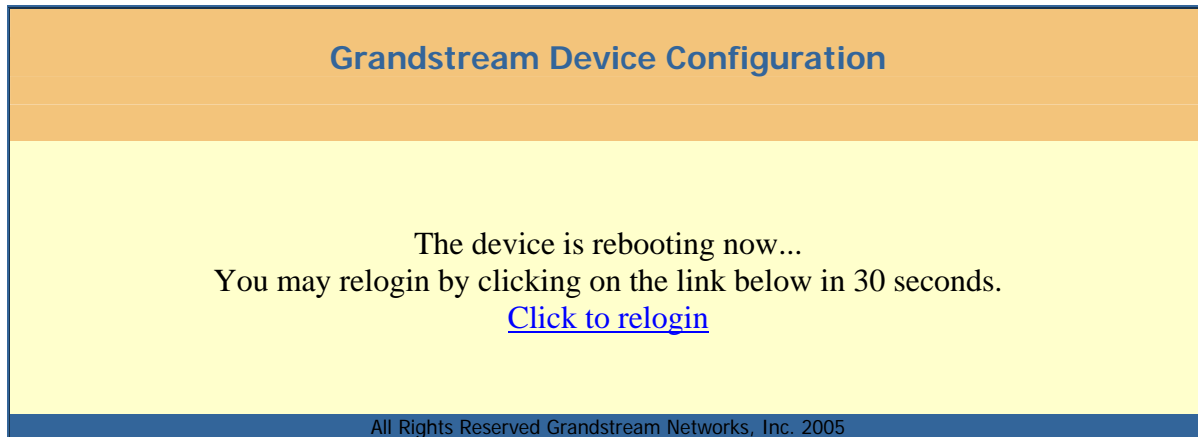 Grandstream Device Configuration
The device is rebooting now...
You may relogin by clicking on the link below in 30 seconds.
Click to relogin
All Rights Reserved Grandstream Networks, Inc. 2005